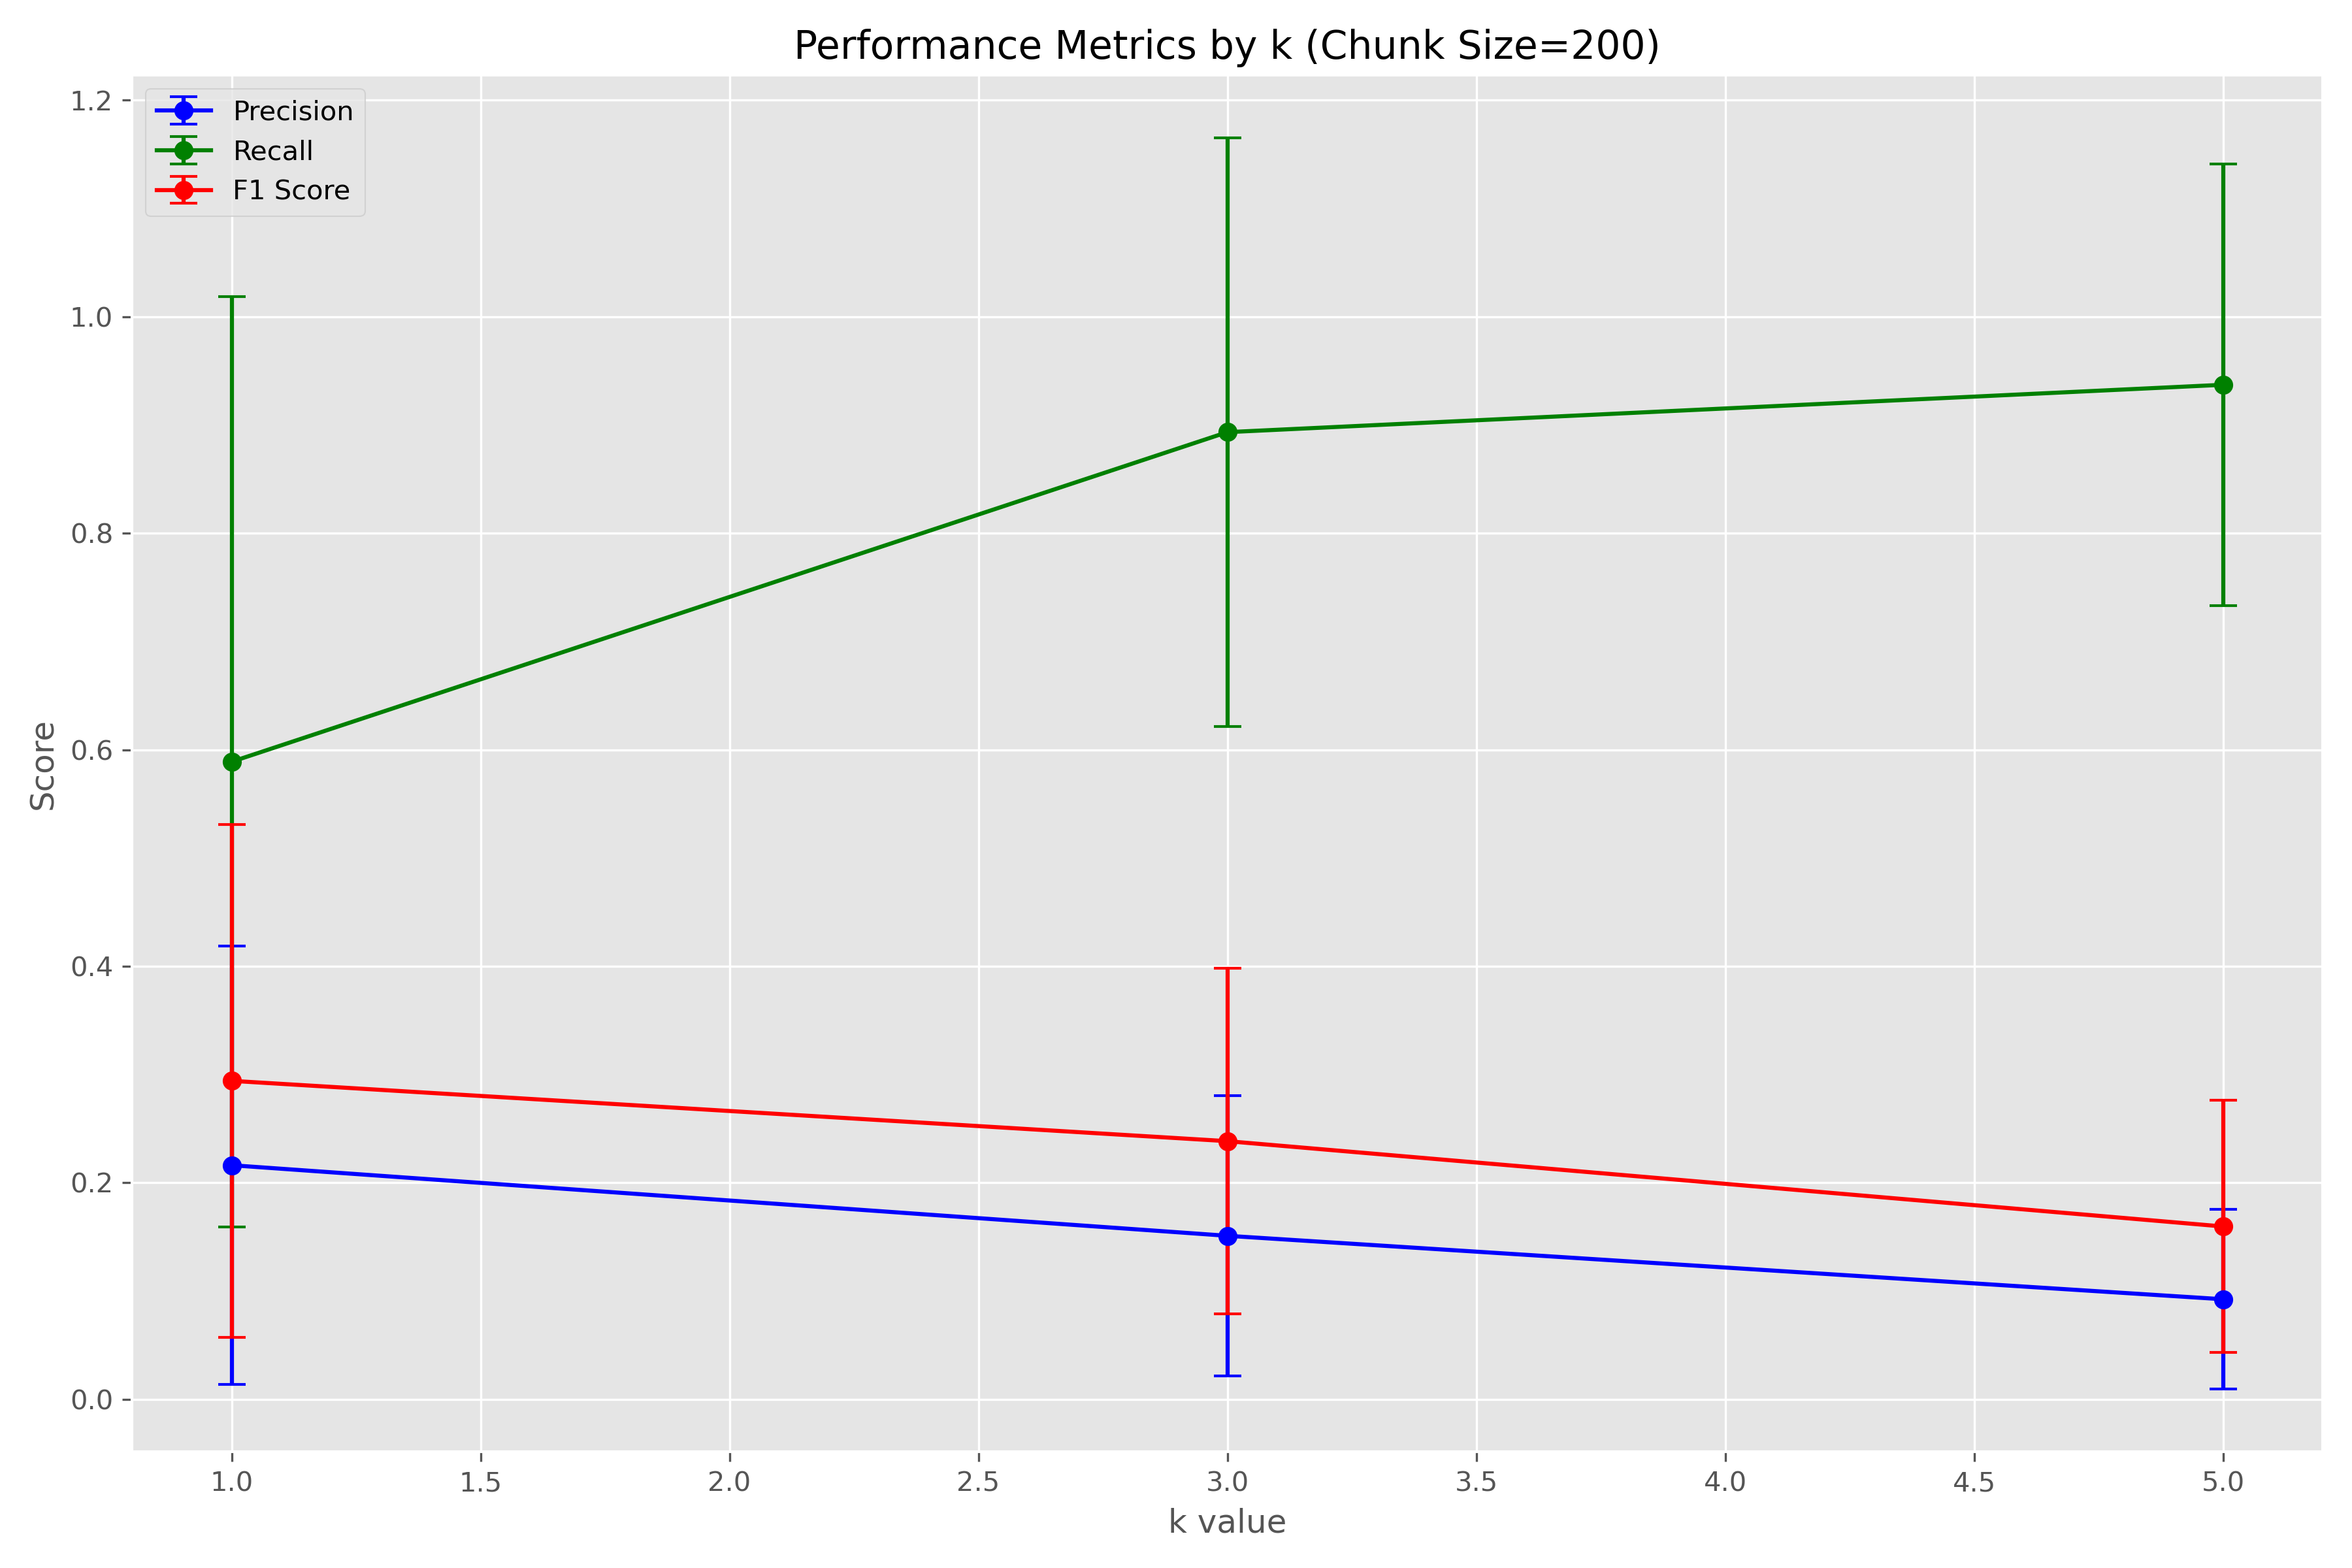 Performance Metrics by k (Chunk Size=200)
Precision
Recall
F1 Score
1.2
1.0
0.8
0.6
0.4
0.2
0.0
Score
1.0 1.5 2.0 2.5 3.0 3.5 4.0 4.5 5.0
k value